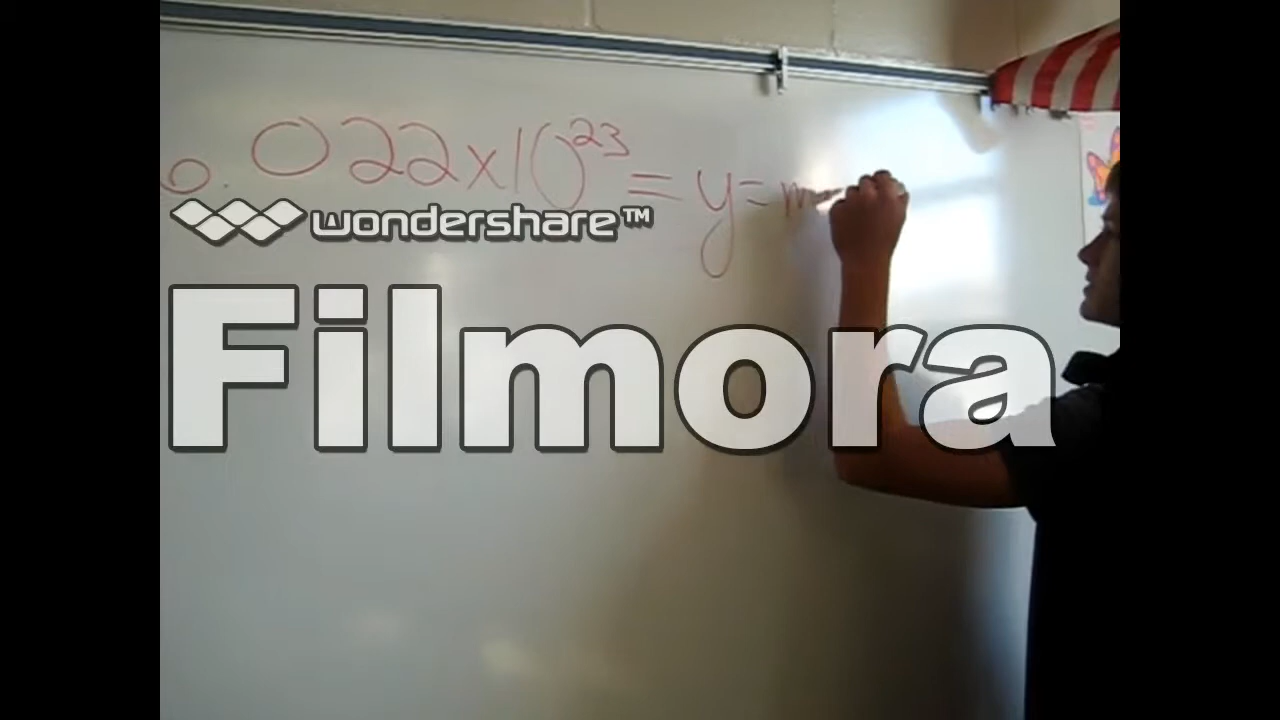 6.022x10²³ = y=m
wondershare™
Filmora